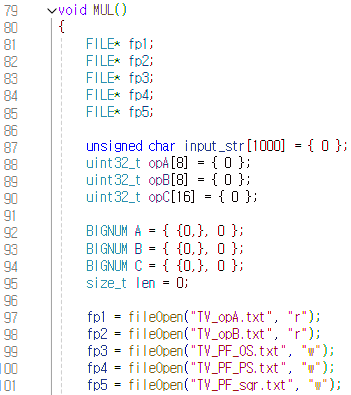 79 void MUL()
80 {
81 FILE* fp1;
82 FILE* fp2;
83 FILE* fp3;
84 FILE* fp4;
85 FILE* fp5;
86
87 unsigned char input_str[1000] = { 0 };
88 uint32_t opA[8] = { 0 };
89 uint32_t opB[8] = { 0 };
90 uint32_t opC[16] = { 0 };
91
92 BIGNUM A = { {0,}, 0 };
93 BIGNUM B = { {0,}, 0 };
94 BIGNUM C = { {0,}, 0 };
95 size_t len = 0;
96
97 fp1 = fileOpen("TV_opA.txt", "r");
98 fp2 = fileOpen("TV_opB.txt", "r");
99 fp3 = fileOpen("TV_PF_OS.txt", "w");
100 fp4 = fileOpen("TV_PF_PS.txt", "w");
101 fp5 = fileOpen("TV_PF_sqr.txt", "w");